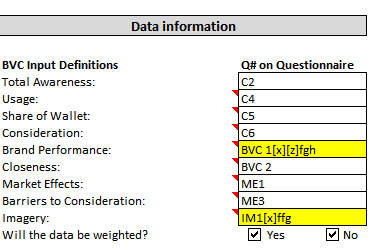 Data information
BVC Input Definitions Q# on Questionnaire
Total Awareness: C2
Usage: C4
Share of Wallet: C5
Consideration: C6
Brand Performance: BVC 1[x][z]fgh
Closeness: BVC 2
Market Effects: ME1
Barriers to Consideration: ME3
Imagery: IM1[x]ffg
Will the data be weighted? Yes No